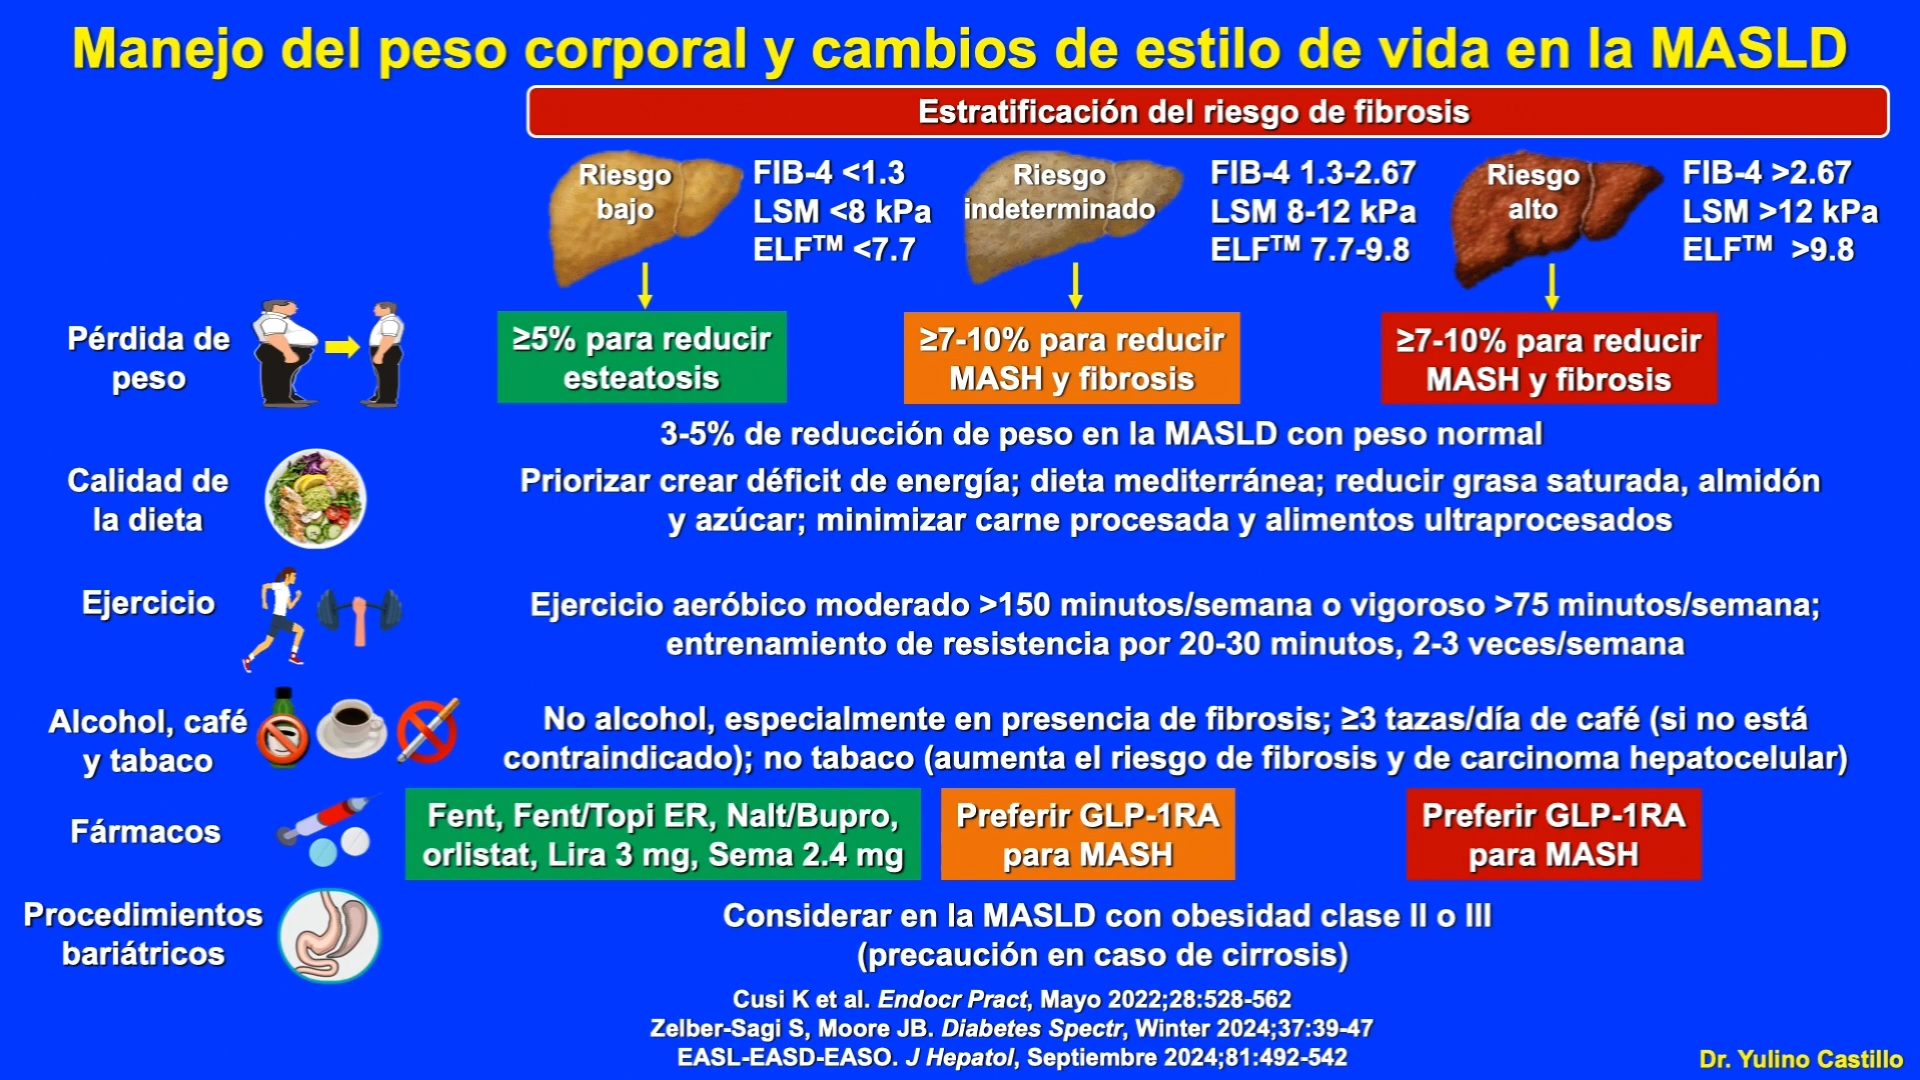 Manejo del peso corporal y cambios de estilo de vida en la MASLD
Estratificación del riesgo de fibrosis
Riesgo
bajo
FIB-4 <1.3
LSM <8 kPa
ELF™ <7.7
Riesgo
indeterminado
FIB-4 1.3-2.67
LSM 8-12 kPa
ELF™ 7.7-9.8
Riesgo
alto
FIB-4 >2.67
LSM >12 kPa
ELF™ >9.8
Pérdida de
peso
≥5% para reducir
esteatosis
≥7-10% para reducir
MASH y fibrosis
≥7-10% para reducir
MASH y fibrosis
3-5% de reducción de peso en la MASLD con peso normal
Calidad de
la dieta
Priorizar crear déficit de energía; dieta mediterránea; reducir grasa saturada, almidón
y azúcar; minimizar carne procesada y alimentos ultraprocesados
Ejercicio
Ejercicio aeróbico moderado >150 minutos/semana o vigoroso >75 minutos/semana;
entrenamiento de resistencia por 20-30 minutos, 2-3 veces/semana
Alcohol, café
y tabaco
No alcohol, especialmente en presencia de fibrosis; ≥3 tazas/día de café (si no está
contraindicado); no tabaco (aumenta el riesgo de fibrosis y de carcinoma hepatocelular)
Fármacos
Fent, Fent/Topi ER, Nalt/Bupro,
orlistat, Lira 3 mg, Sema 2.4 mg
Preferir GLP-1RA
para MASH
Preferir GLP-1RA
para MASH
Procedimientos
bariátricos
Considerar en la MASLD con obesidad clase II o III
(precaución en caso de cirrosis)
Cusi K et al. Endocr Pract, Mayo 2022;28:528-562
Zelber-Sagi S, Moore JB. Diabetes Spectr, Winter 2024;37:39-47
EASL-EASD-EASO. J Hepatol, Septiembre 2024;81:492-542
Dr. Yulino Castillo